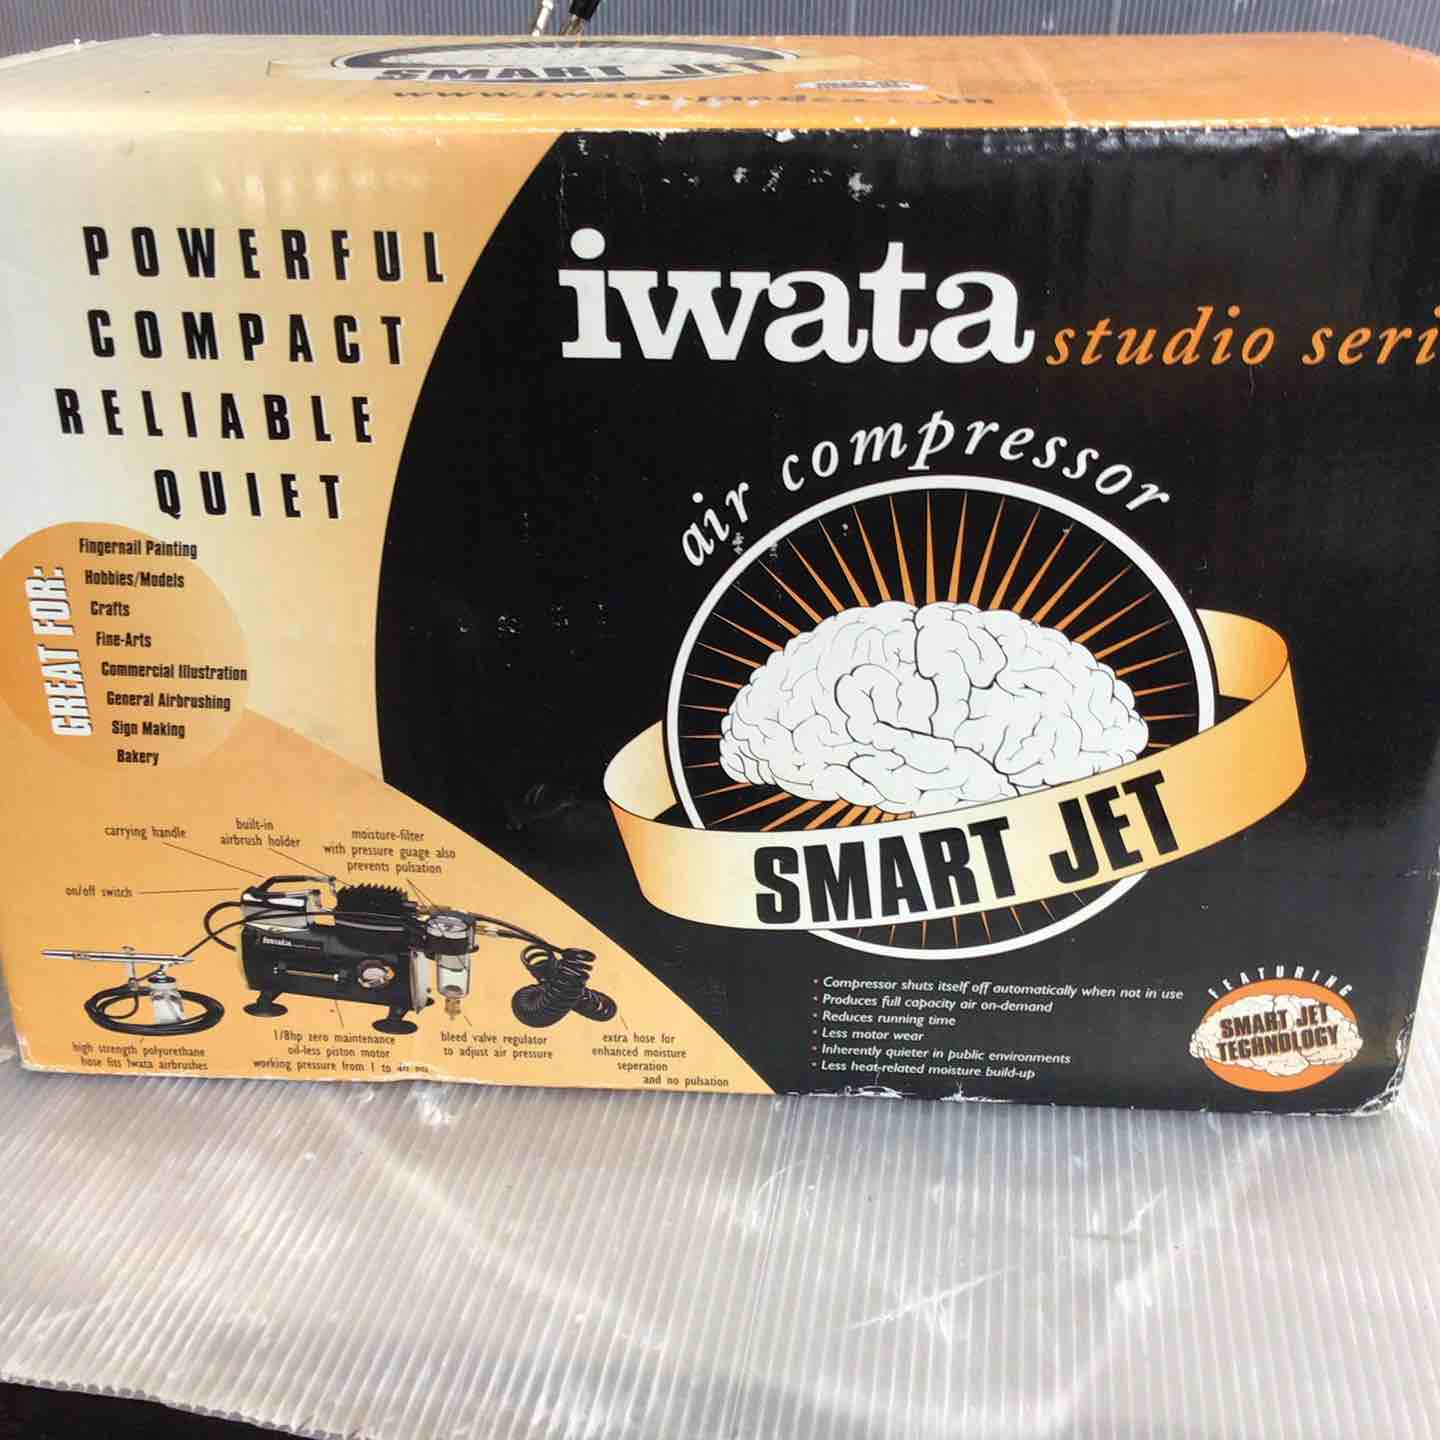 SMART JET
POWERFUL
COMPACT
RELIABLE
QUIET
GREAT FOR:
Fingernail Painting
Hobbies/Models
Crafts
Fine-Arts
Commercial Illustration
General Airbrushing
Sign Making
Bakery
iwata studio seri
air compressor
SMART JET
carrying handle
built-in
airbrush holder
moisture-filter
with pressure guage also
prevents pulsation
on/off switch
iwata
high strength polyurethane
hose fits Iwata airbrushes
1/8hp zero maintenance
oil-less piston motor
working pressure from 1 to 40 psi
bleed valve regulator
to adjust air pressure
extra hose for
enhanced moisture
seperation
and no pulsation
• Compressor shuts itself off automatically when not in use
• Produces full capacity air on-demand
• Reduces running time
• Less motor wear
• Inherently quieter in public environments
• Less heat-related moisture build-up
FEATURING
SMART JET
TECHNOLOGY